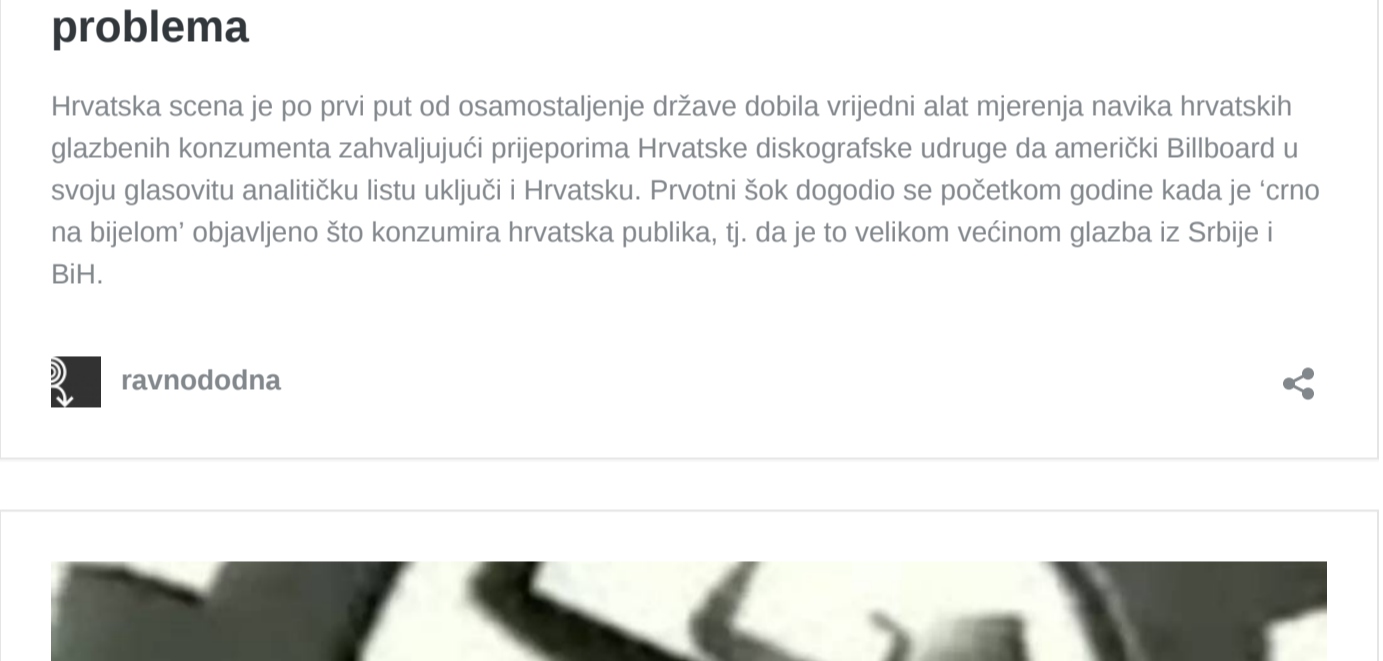 problema
Hrvatska scena je po prvi put od osamostaljenje države dobila vrijedni alat mjerenja navika hrvatskih
glazbenih konzumenta zahvaljujući prijeporima Hrvatske diskografske udruge da američki Billboard u
svoju glasovitu analitičku listu uključi i Hrvatsku. Prvotni šok dogodio se početkom godine kada je ‘crno
na bijelom’ objavljeno što konzumira hrvatska publika, tj. da je to velikom većinom glazba iz Srbije i
BiH.
ravnododna